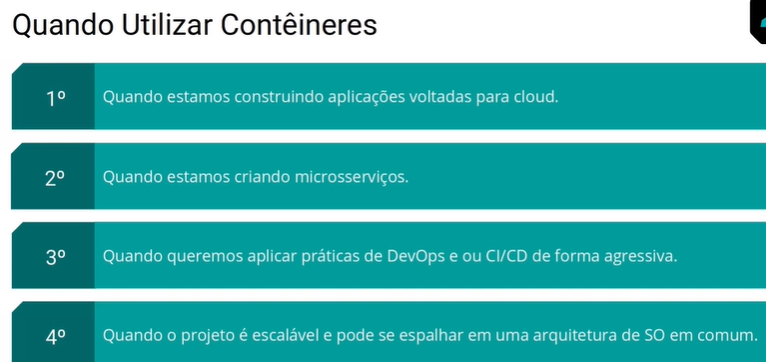 Quando Utilizar Contêineres
1º
Quando estamos construindo aplicações voltadas para cloud.
2º
Quando estamos criando microsserviços.
3º
Quando queremos aplicar práticas de DevOps e ou CI/CD de forma agressiva.
4º
Quando o projeto é escalável e pode se espalhar em uma arquitetura de SO em comum.